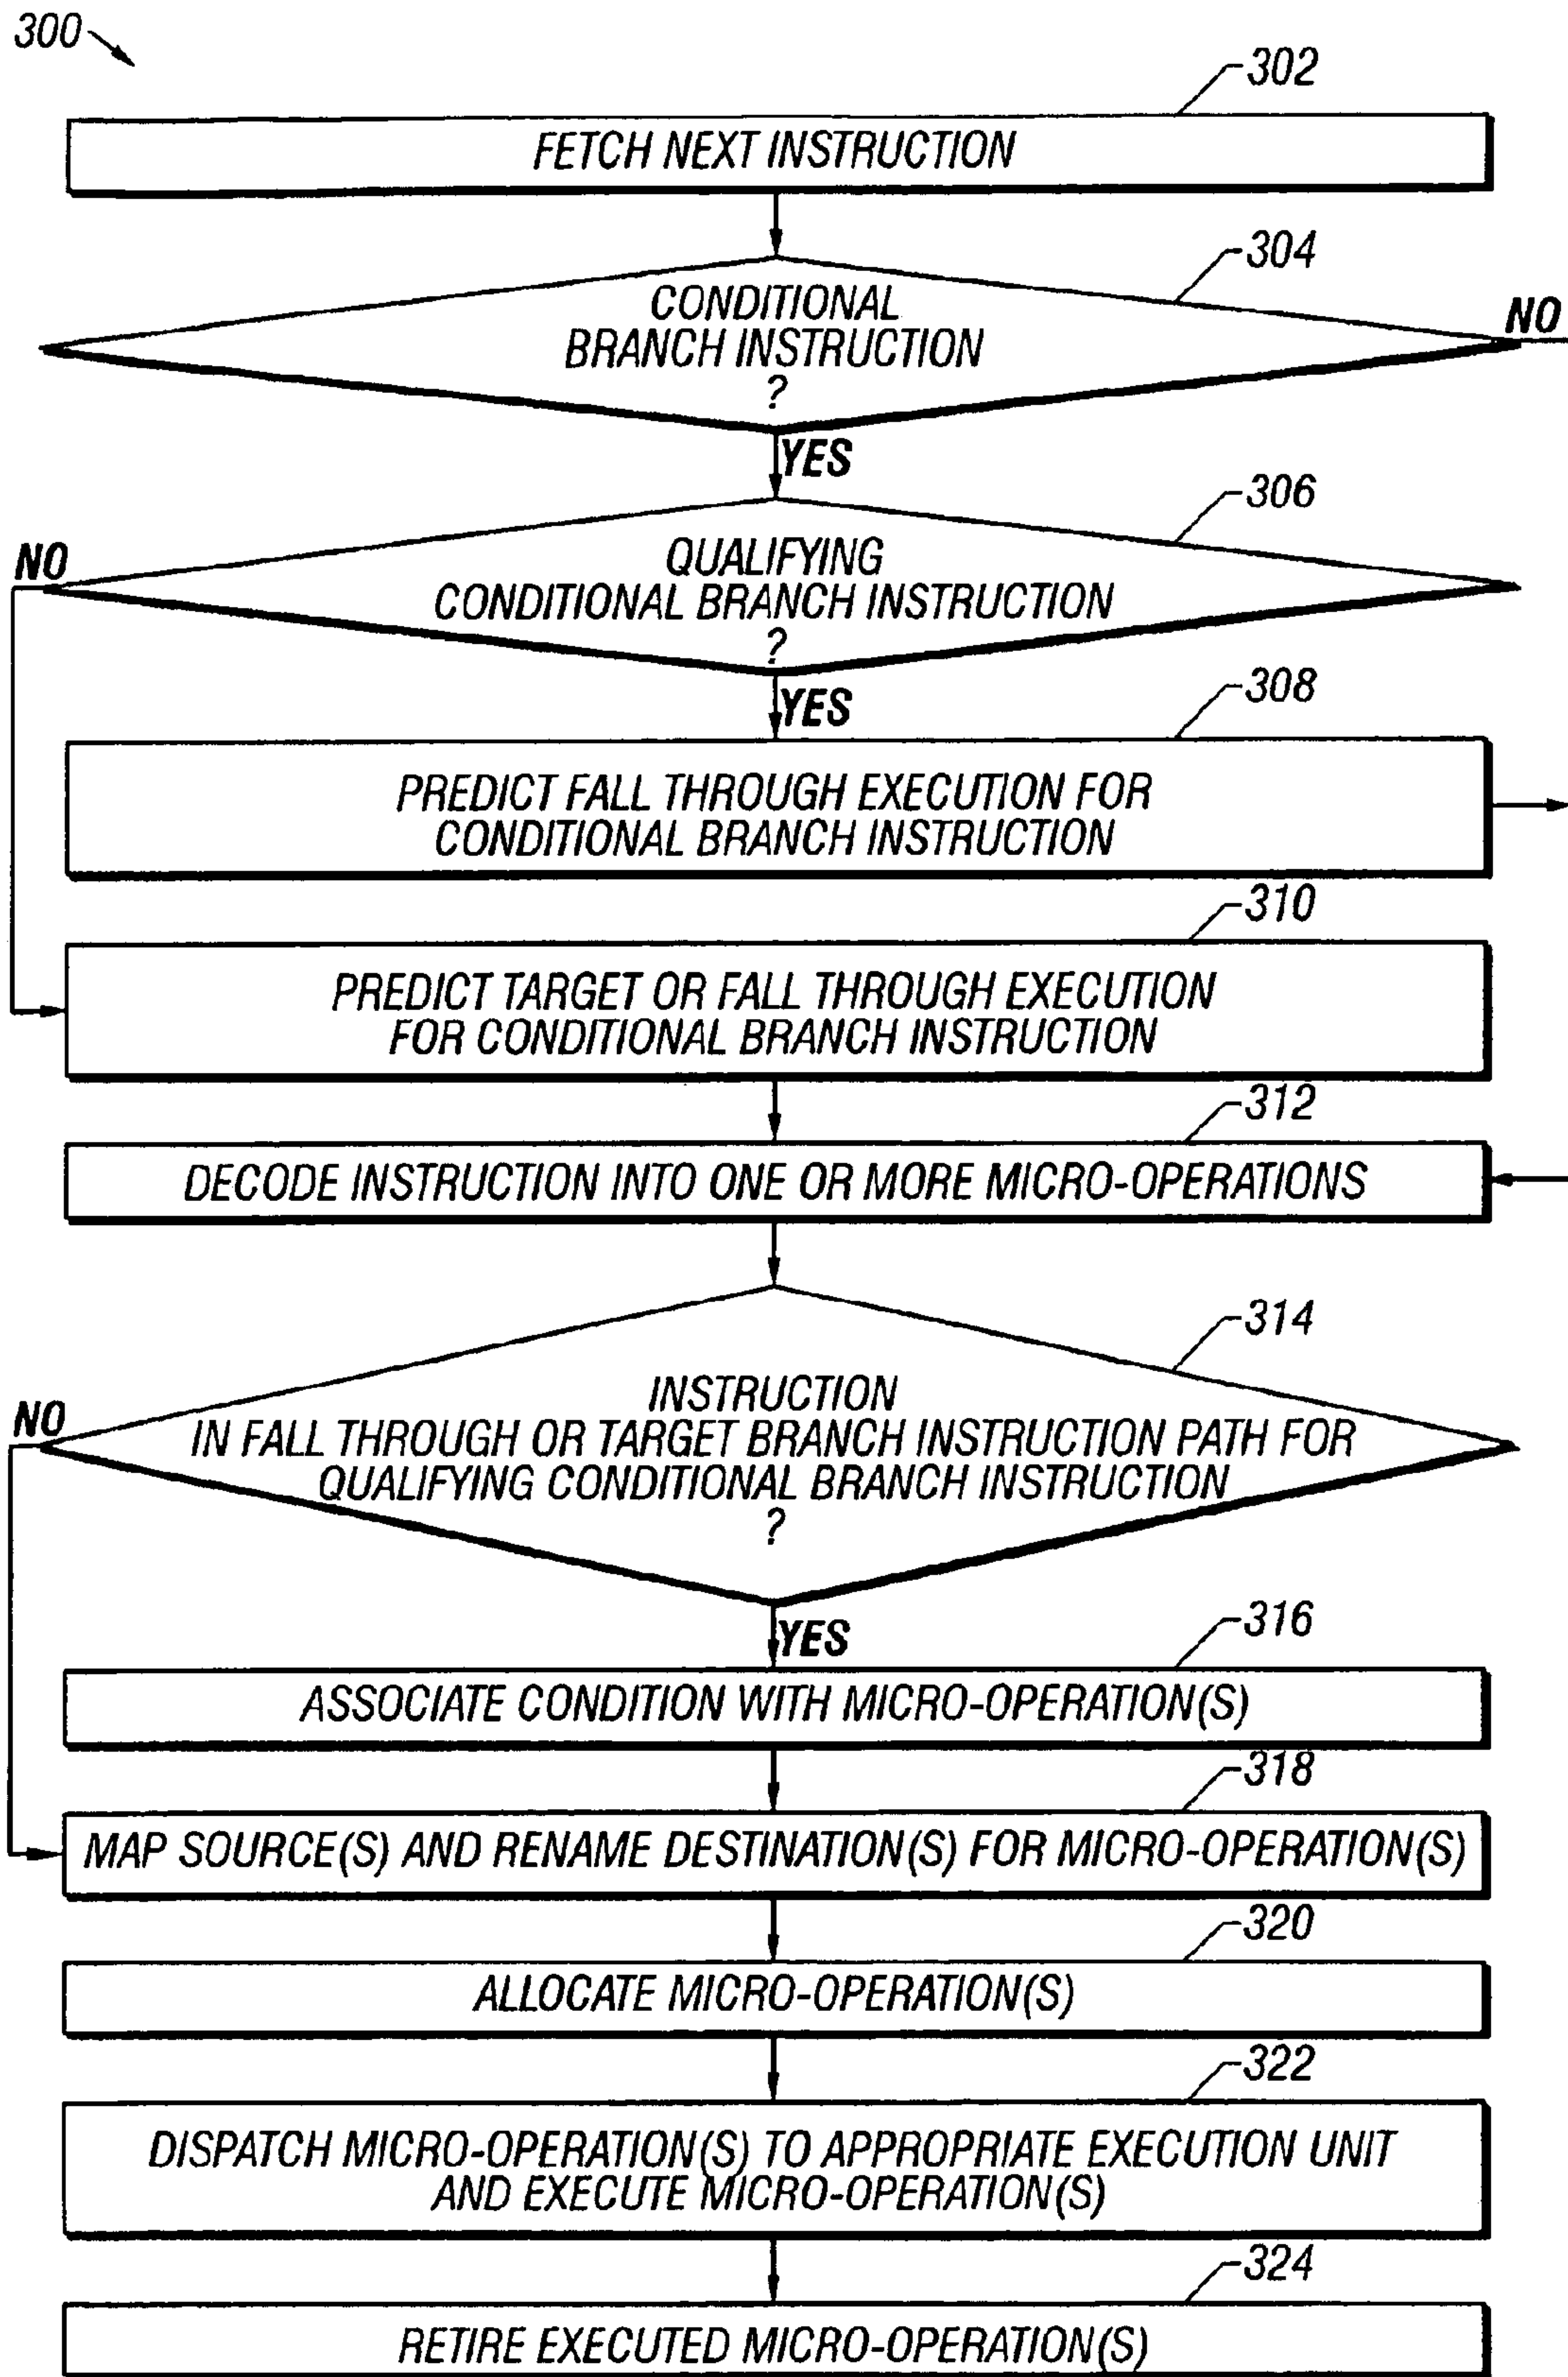 300
302
FETCH NEXT INSTRUCTION
304
CONDITIONAL
BRANCH INSTRUCTION
?
NO
YES
306
QUALIFYING
CONDITIONAL BRANCH INSTRUCTION
?
NO
YES
308
PREDICT FALL THROUGH EXECUTION FOR
CONDITIONAL BRANCH INSTRUCTION
310
PREDICT TARGET OR FALL THROUGH EXECUTION
FOR CONDITIONAL BRANCH INSTRUCTION
312
DECODE INSTRUCTION INTO ONE OR MORE MICRO-OPERATIONS
314
INSTRUCTION
IN FALL THROUGH OR TARGET BRANCH INSTRUCTION PATH FOR
QUALIFYING CONDITIONAL BRANCH INSTRUCTION
?
NO
YES
316
ASSOCIATE CONDITION WITH MICRO-OPERATION(S)
318
MAP SOURCE(S) AND RENAME DESTINATION(S) FOR MICRO-OPERATION(S)
320
ALLOCATE MICRO-OPERATION(S)
322
DISPATCH MICRO-OPERATION(S) TO APPROPRIATE EXECUTION UNIT
AND EXECUTE MICRO-OPERATION(S)
324
RETIRE EXECUTED MICRO-OPERATION(S)